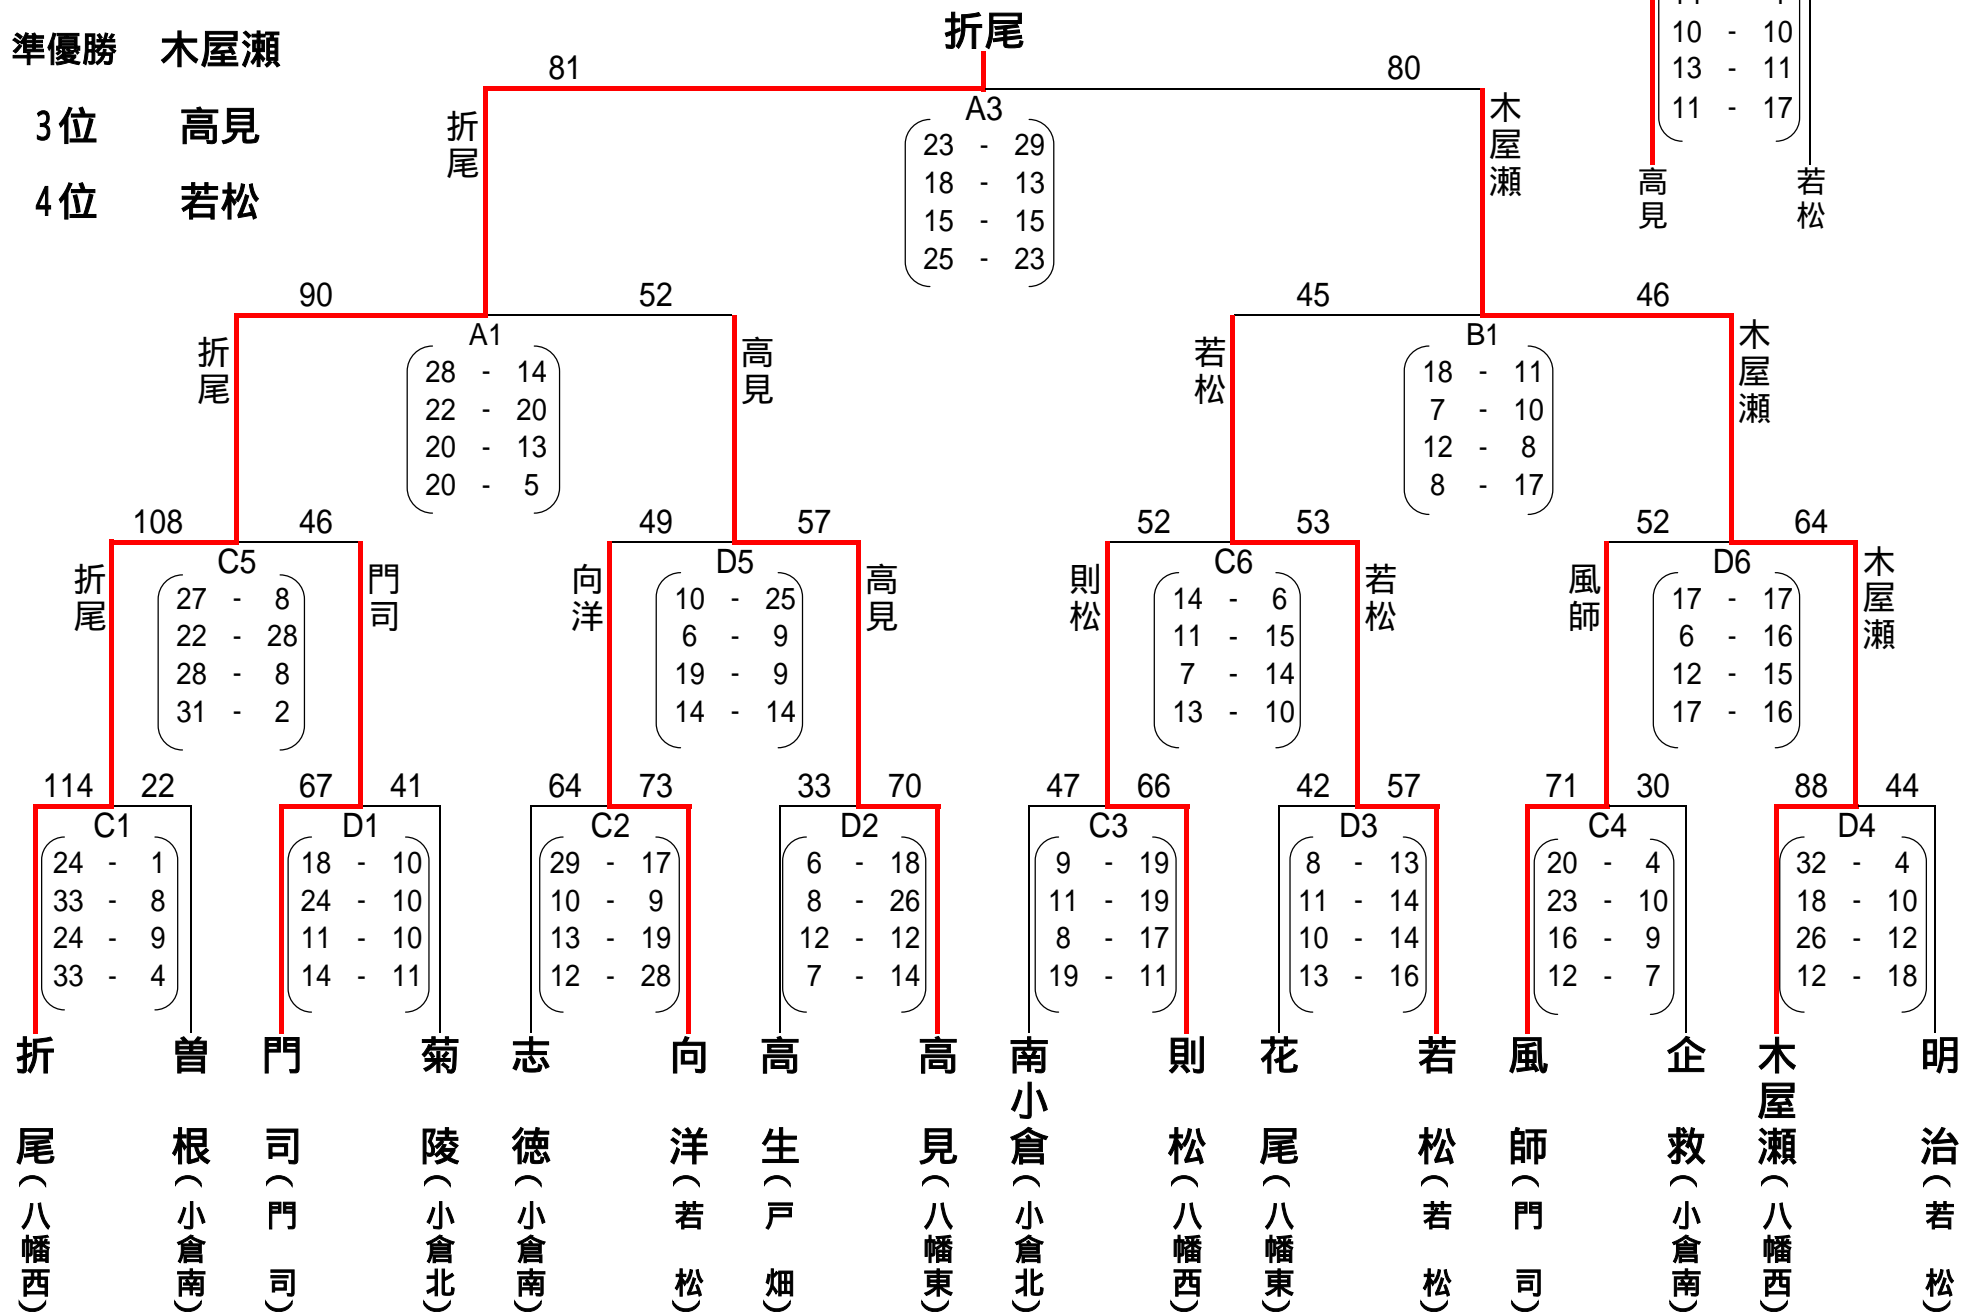 準優勝 木屋瀬
3位 高見
4位 若松
折尾
10 - 10
13 - 11
11 - 17
高見 若松
81 80
折尾 A3 木屋瀬
23 - 29
18 - 13
15 - 15
25 - 23
90 52 45 46
折尾 A1 高見 若松 B1 木屋瀬
28 - 14 18 - 11
22 - 20 7 - 10
20 - 13 12 - 8
20 - 5 8 - 17
108 46 49 57 52 53 52 64
折尾 C5 門司 向洋 D5 高見 則松 C6 若松 風師 D6 木屋瀬
27 - 8 10 - 25 14 - 6 17 - 17
22 - 28 6 - 9 11 - 15 6 - 16
28 - 8 19 - 9 7 - 14 12 - 15
31 - 2 14 - 14 13 - 10 17 - 16
114 22 67 41 64 73 33 70 47 66 42 57 71 30 88 44
C1 D1 C2 D2 C3 D3 C4 D4
24 - 1 18 - 10 29 - 17 6 - 18 9 - 19 8 - 13 20 - 4 32 - 4
33 - 8 24 - 10 10 - 9 8 - 26 11 - 19 11 - 14 23 - 10 18 - 10
24 - 9 11 - 10 13 - 19 12 - 12 8 - 17 10 - 14 16 - 9 26 - 12
33 - 4 14 - 11 12 - 28 7 - 14 19 - 11 13 - 16 12 - 7 12 - 18
折尾(八幡西)
曽根(小倉南)
門司(門司)
菊陵(小倉北)
志徳(小倉南)
向洋(若松)
高生(戸畑)
高見(八幡東)
南小倉(小倉北)
則松(八幡西)
花尾(八幡東)
若松(若松)
風師(門司)
企救(小倉南)
木屋瀬(八幡西)
明治(若松)